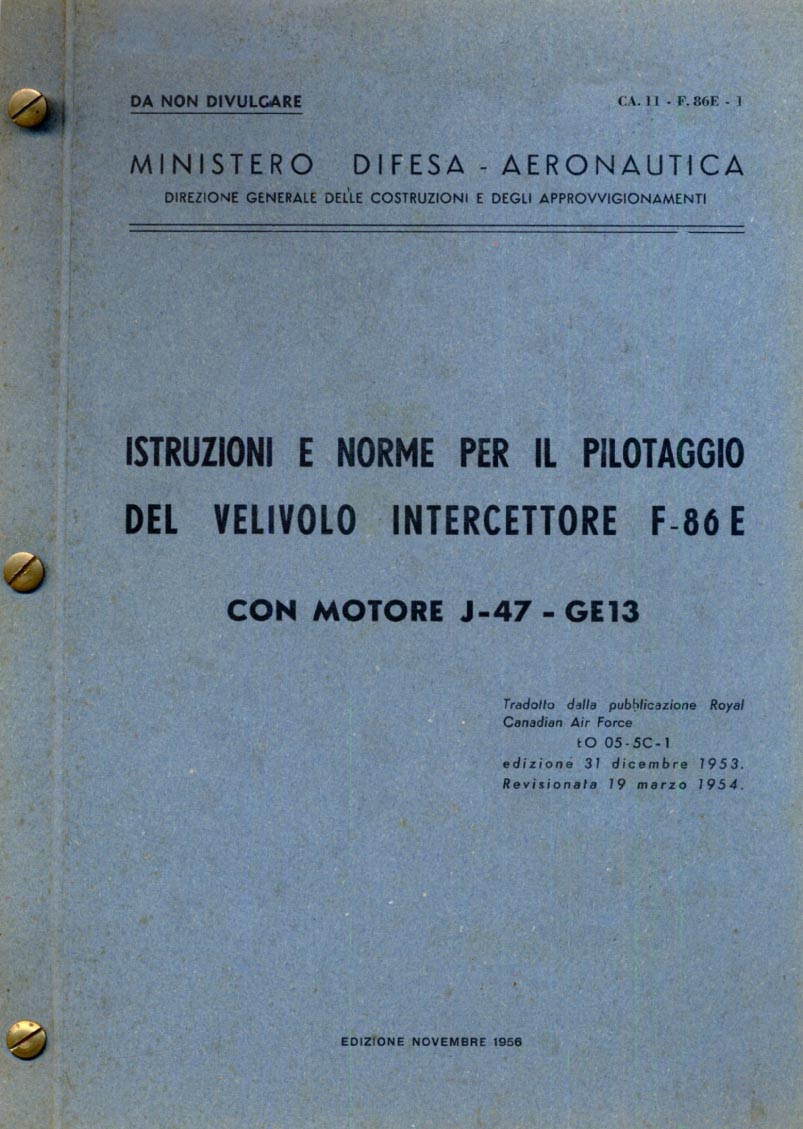 DA NON DIVULGARE
CA. 11 - F. 86E - 1
MINISTERO DIFESA - AERONAUTICA
DIREZIONE GENERALE DELLE COSTRUZIONI E DEGLI APPROVVIGIONAMENTI
ISTRUZIONI E NORME PER IL PILOTAGGIO
DEL VELIVOLO INTERCETTORE F-86 E
CON MOTORE J-47 - GE13
Tradotto dalla pubblicazione Royal
Canadian Air Force
tO 05-5C-1
edizione 31 dicembre 1953.
Revisionata 19 marzo 1954.
EDIZIONE NOVEMBRE 1956